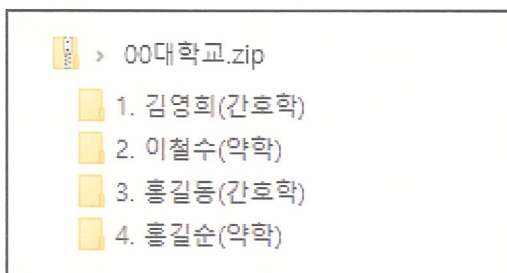 › 00대학교.zip
1. 김영희(간호학)
2. 이철수(약학)
3. 홍길동(간호학)
4. 홍길순(약학)